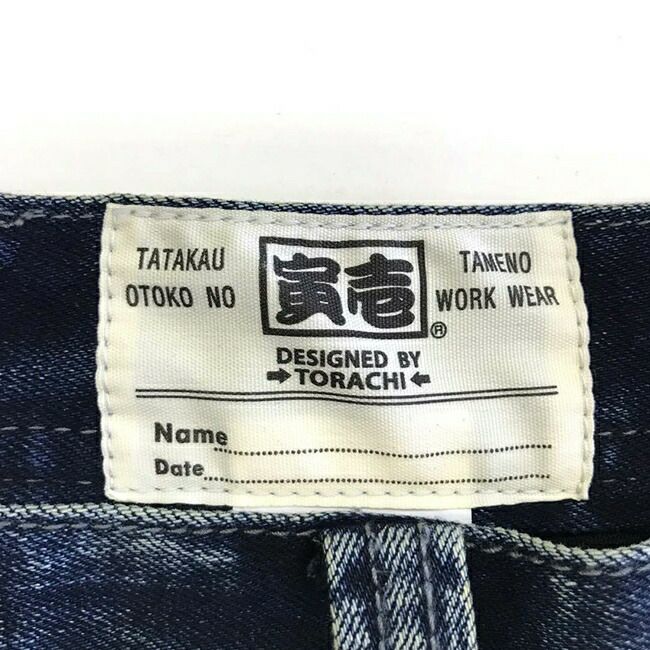 TATAKAU
OTOKO NO
寅壱
®
TAMENO
WORK WEAR
DESIGNED BY
→TORACHI←
Name
Date